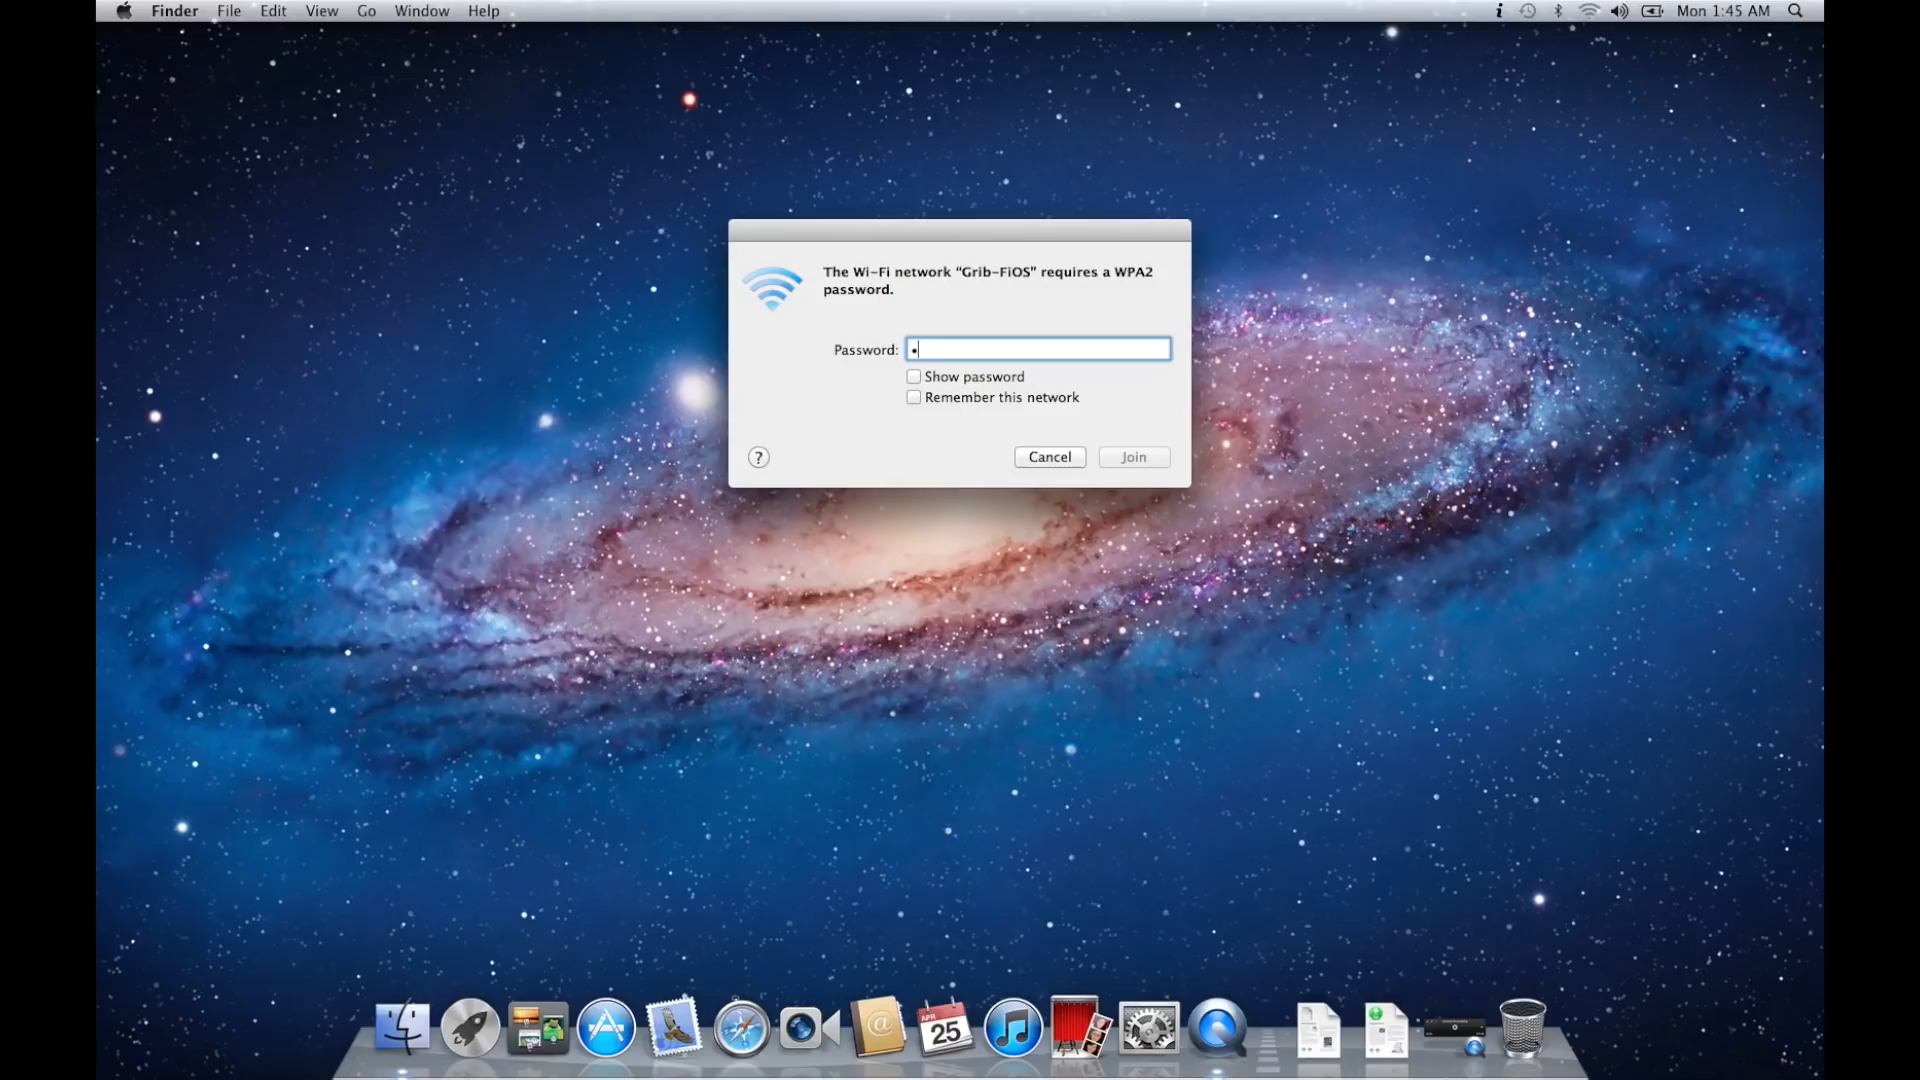 Finder File Edit View Go Window Help Mon 1:45 AM
The Wi-Fi network “Grib-FiOS” requires a WPA2
password.
Password: •
Show password
Remember this network
? Cancel Join
APR
25